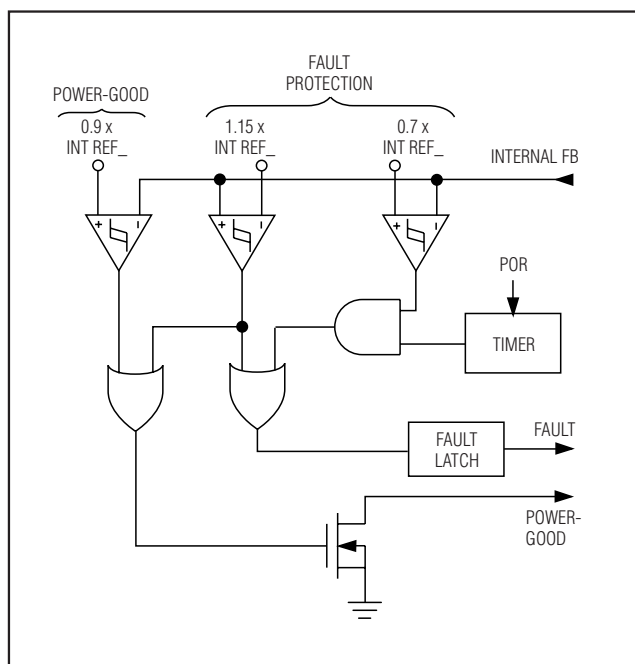 FAULT
PROTECTION
POWER-GOOD
0.9 x
INT REF_
1.15 x
INT REF_
0.7 x
INT REF_
INTERNAL FB
+ -
+ -
+ -
POR
TIMER
FAULT
LATCH
FAULT
POWER-
GOOD